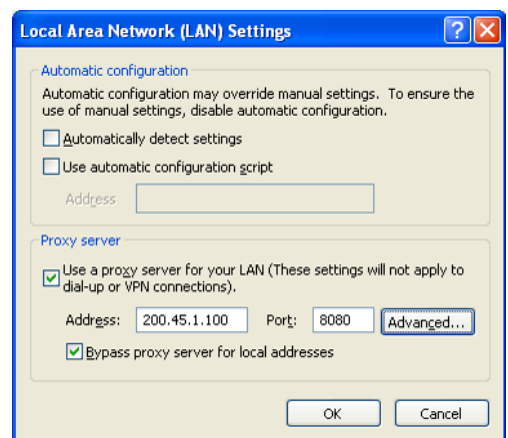 Local Area Network (LAN) Settings
Automatic configuration
Automatic configuration may override manual settings. To ensure the
use of manual settings, disable automatic configuration.
Automatically detect settings
Use automatic configuration script
Address
Proxy server
Use a proxy server for your LAN (These settings will not apply to
dial-up or VPN connections).
Address: 200.45.1.100 Port: 8080 Advanced...
Bypass proxy server for local addresses
OK Cancel